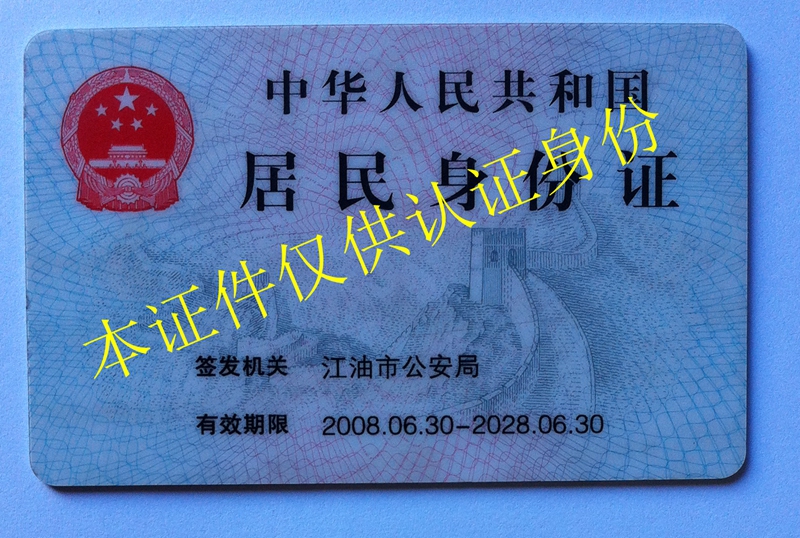 中华人民共和国
居民身份证
本证件仅供认证身份
签发机关 江油市公安局
有效期限 2008.06.30-2028.06.30